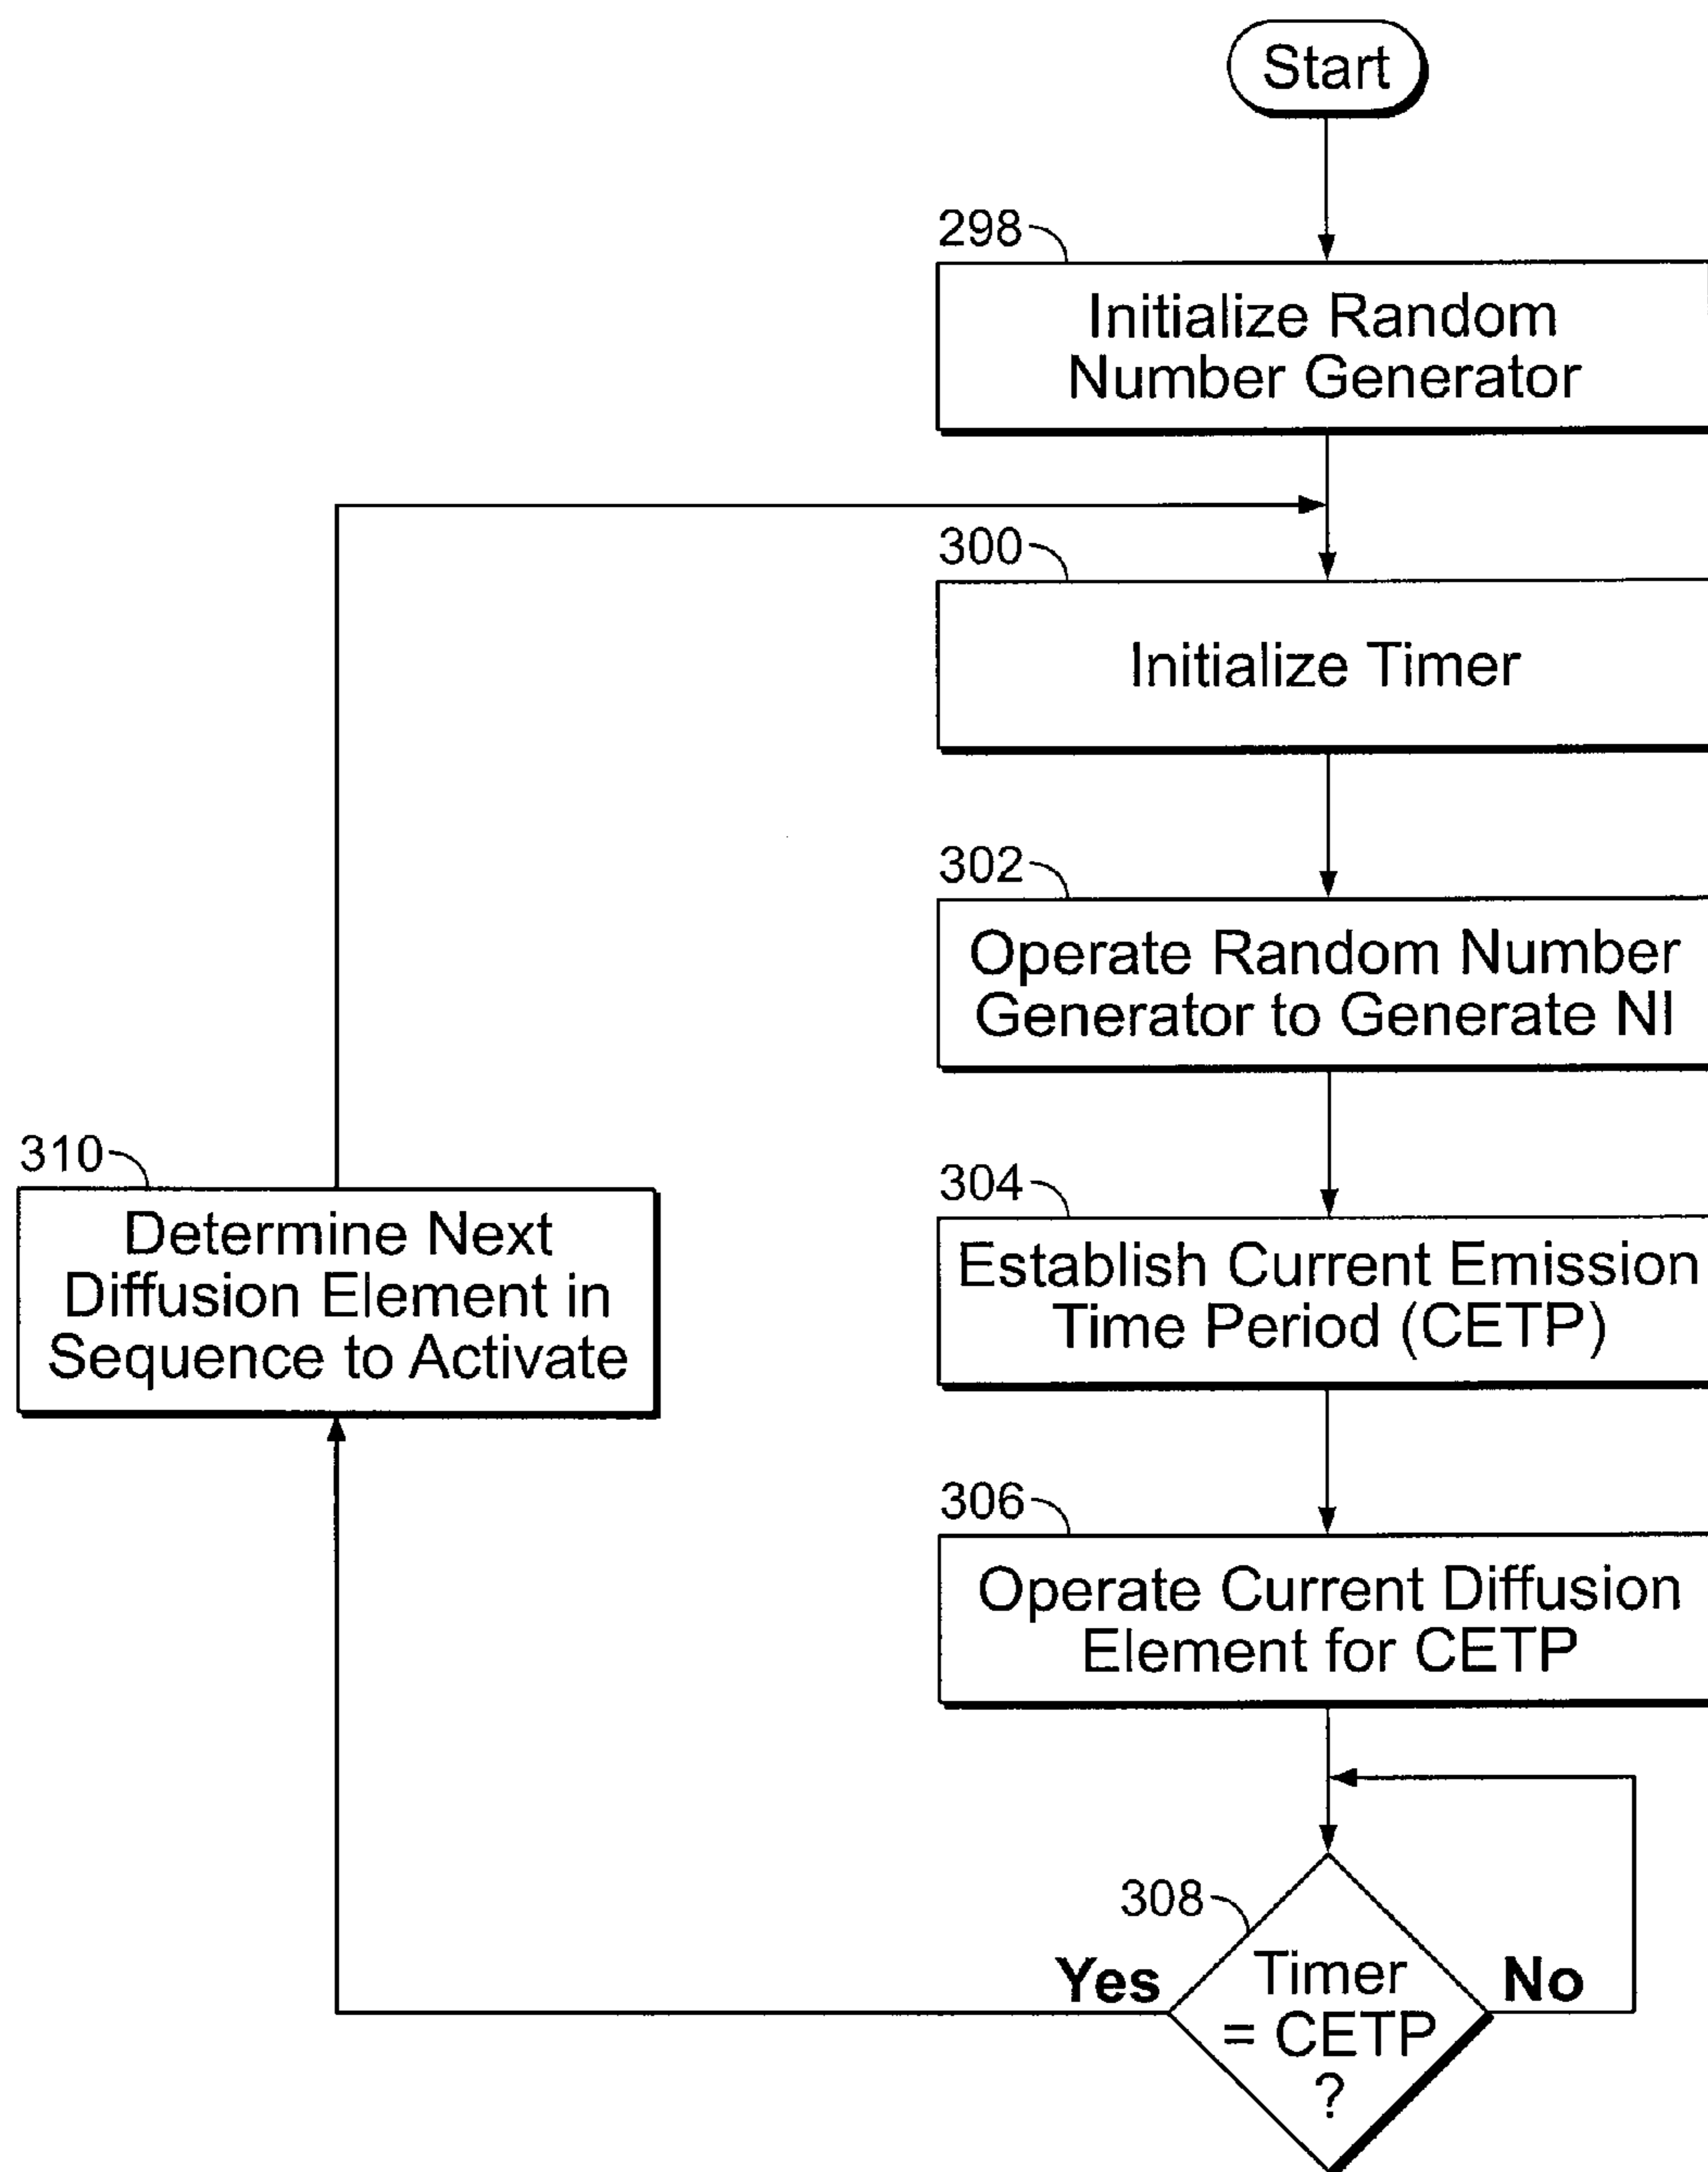 Start
298
Initialize Random
Number Generator
300
Initialize Timer
302
Operate Random Number
Generator to Generate NI
304
Establish Current Emission
Time Period (CETP)
306
Operate Current Diffusion
Element for CETP
308
Timer
= CETP
?
Yes
No
310
Determine Next
Diffusion Element in
Sequence to Activate